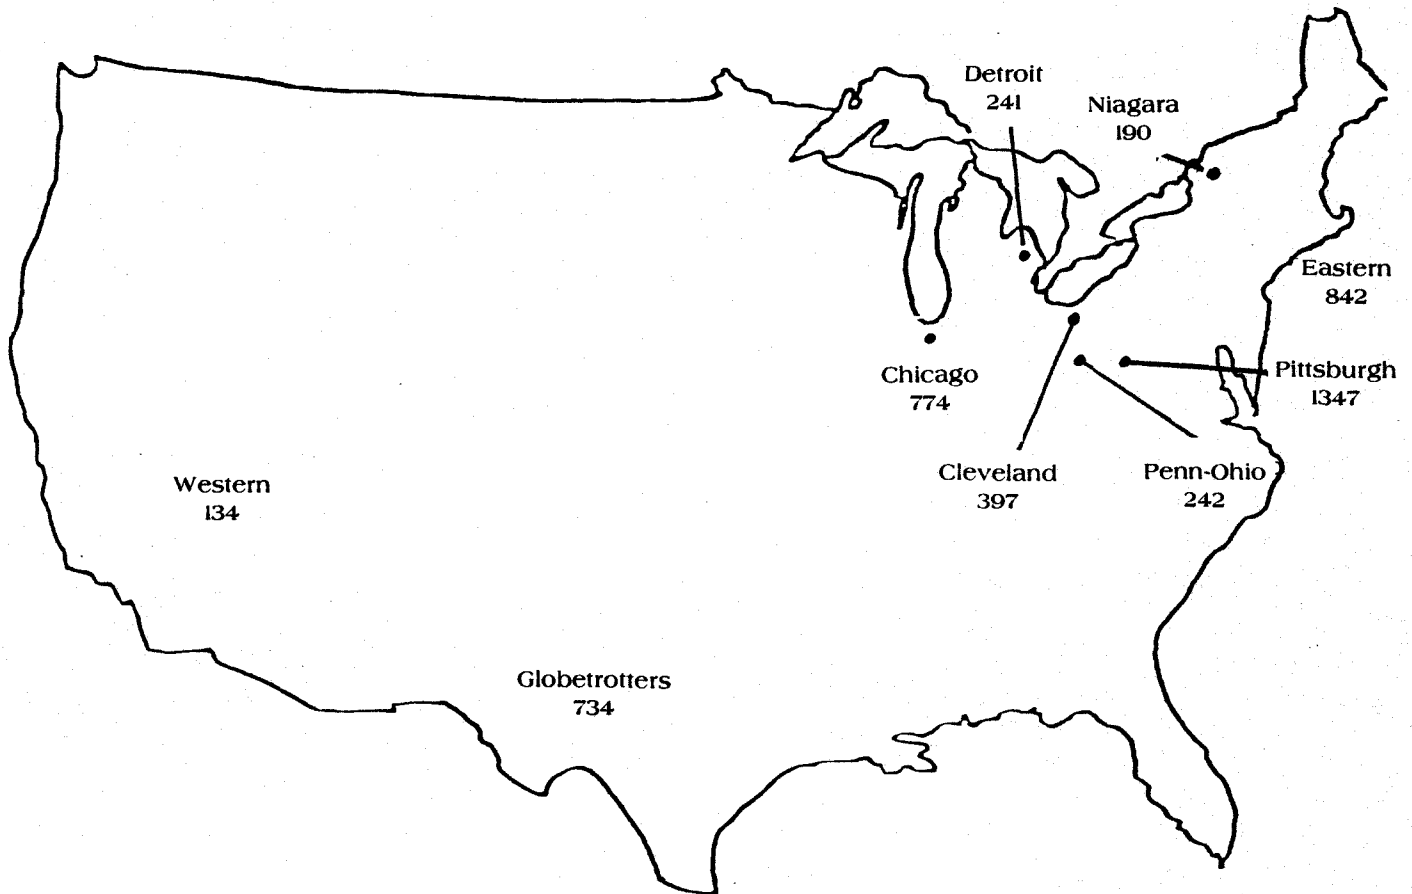 Detroit
241
Niagara
190
Eastern
842
Chicago
774
Pittsburgh
1347
Cleveland
397
Penn-Ohio
242
Western
134
Globetrotters
734